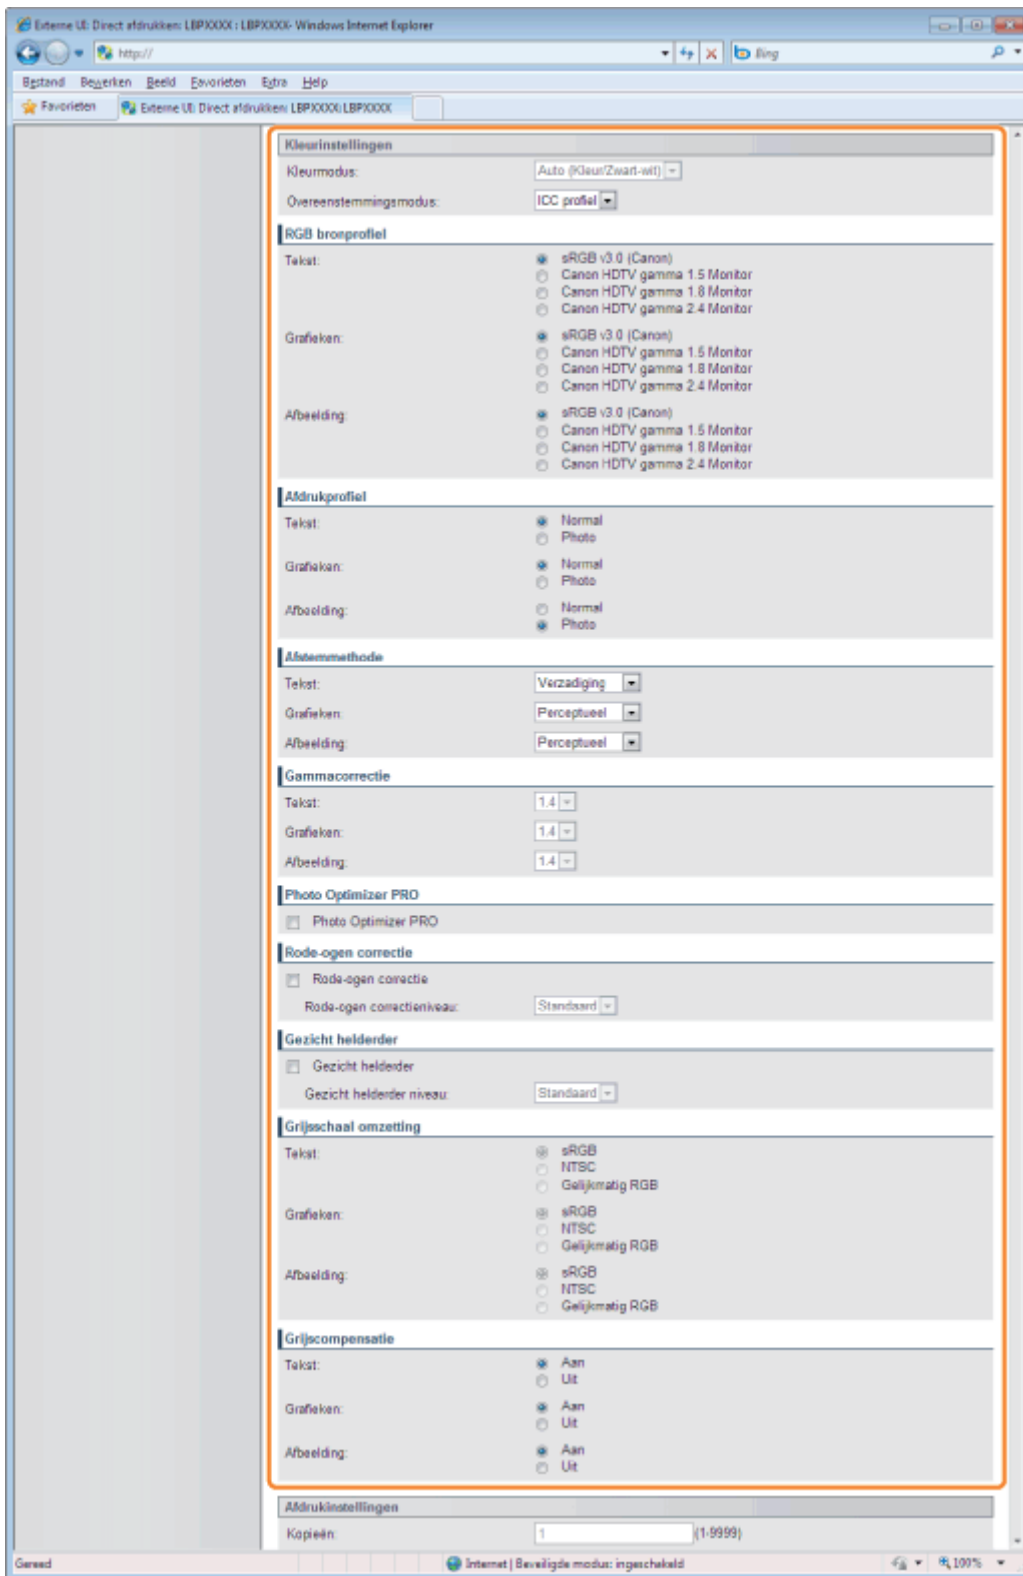 Externe UI: Direct afdrukken: LBPXXXX : LBPXXXX- Windows Internet Explorer
http://
Bing
Bestand Bewerken Beeld Favorieten Extra Help
Favorieten Externe UI: Direct afdrukken: LBPXXXX:LBPXXXX
Kleurinstellingen
Kleurmodus: Auto (Kleur/Zwart-wit)
Overeenstemmingsmodus: ICC profiel
RGB bronprofiel
Tekst: sRGB v3.0 (Canon)
Canon HDTV gamma 1.5 Monitor
Canon HDTV gamma 1.8 Monitor
Canon HDTV gamma 2.4 Monitor
Grafieken: sRGB v3.0 (Canon)
Canon HDTV gamma 1.5 Monitor
Canon HDTV gamma 1.8 Monitor
Canon HDTV gamma 2.4 Monitor
Afbeelding: sRGB v3.0 (Canon)
Canon HDTV gamma 1.5 Monitor
Canon HDTV gamma 1.8 Monitor
Canon HDTV gamma 2.4 Monitor
Afdrukprofiel
Tekst: Normal
Photo
Grafieken: Normal
Photo
Afbeelding: Normal
Photo
Afstemmethode
Tekst: Verzadiging
Grafieken: Perceptueel
Afbeelding: Perceptueel
Gammacorrectie
Tekst: 1.4
Grafieken: 1.4
Afbeelding: 1.4
Photo Optimizer PRO
Photo Optimizer PRO
Rode-ogen correctie
Rode-ogen correctie
Rode-ogen correctieniveau: Standaard
Gezicht helderder
Gezicht helderder
Gezicht helderder niveau: Standaard
Grijsschaal omzetting
Tekst: sRGB
NTSC
Gelijkmatig RGB
Grafieken: sRGB
NTSC
Gelijkmatig RGB
Afbeelding: sRGB
NTSC
Gelijkmatig RGB
Grijscompensatie
Tekst: Aan
Uit
Grafieken: Aan
Uit
Afbeelding: Aan
Uit
Afdrukinstellingen
Kopieën: 1 (1-9999)
Gereed Internet | Beveiligde modus: ingeschakeld 100%